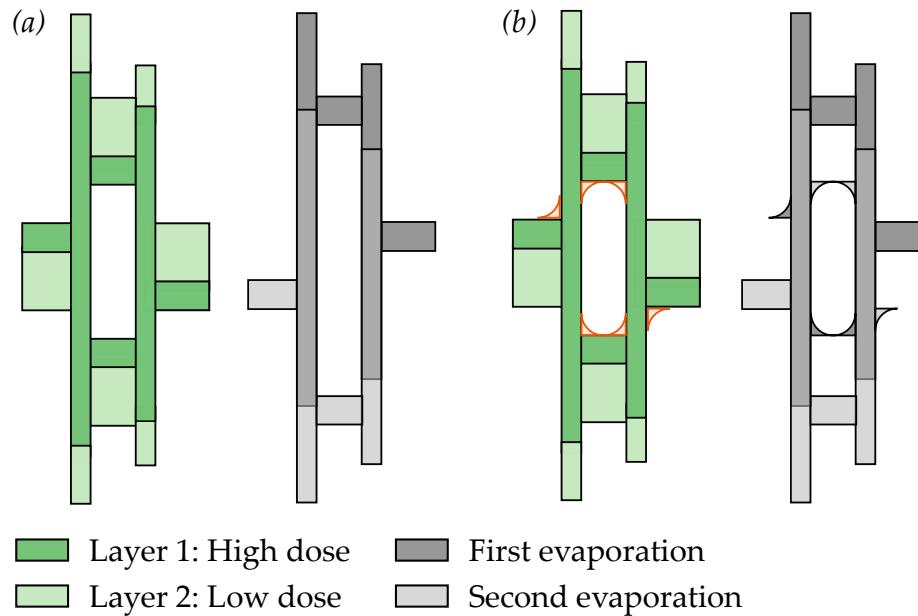 (a)
(b)
Layer 1: High dose
First evaporation
Layer 2: Low dose
Second evaporation